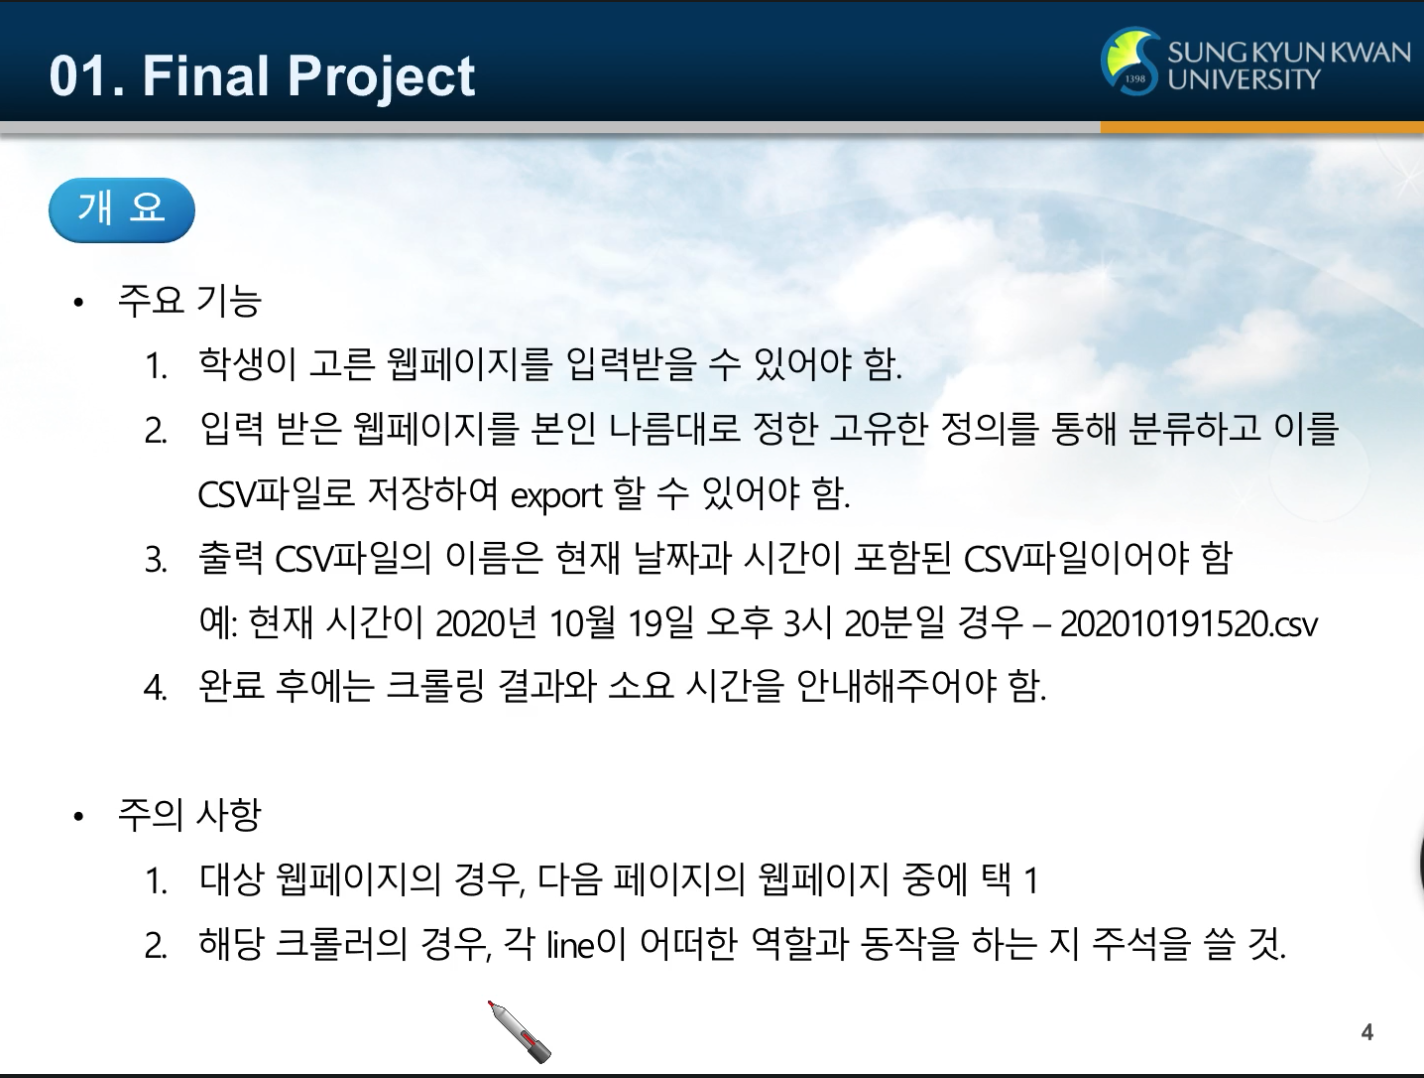 01. Final Project
SUNG KYUN KWAN
UNIVERSITY
1398
개 요
• 주요 기능
1. 학생이 고른 웹페이지를 입력받을 수 있어야 함.
2. 입력 받은 웹페이지를 본인 나름대로 정한 고유한 정의를 통해 분류하고 이를
CSV파일로 저장하여 export 할 수 있어야 함.
3. 출력 CSV파일의 이름은 현재 날짜과 시간이 포함된 CSV파일이어야 함
예: 현재 시간이 2020년 10월 19일 오후 3시 20분일 경우 – 202010191520.csv
4. 완료 후에는 크롤링 결과와 소요 시간을 안내해주어야 함.
• 주의 사항
1. 대상 웹페이지의 경우, 다음 페이지의 웹페이지 중에 택 1
2. 해당 크롤러의 경우, 각 line이 어떠한 역할과 동작을 하는 지 주석을 쓸 것.
4